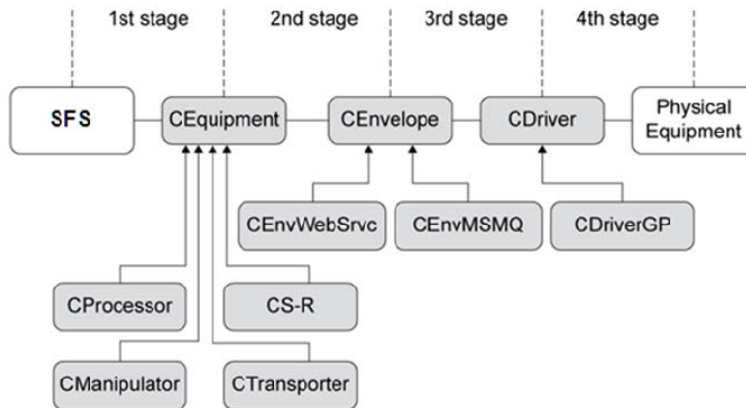 1st stage 2nd stage 3rd stage 4th stage
SFS CEquipment CEnvelope CDriver Physical
Equipment
CEnvWebSrvc CEnvMSMQ CDriverGP
CProcessor CS-R
CManipulator CTransporter